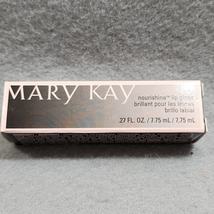 MARY KAY
nourishine™ lip gloss
brillant pour les lèvres
brillo labial
.27 FL. OZ. / 7.75 mL / 7.75 mL